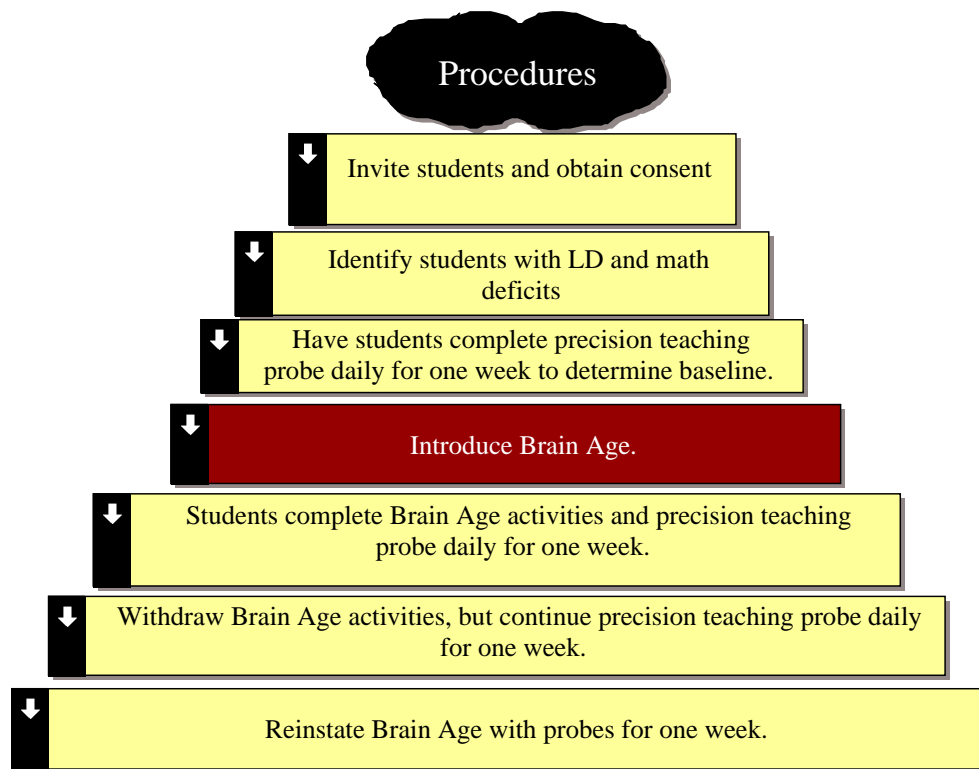 Procedures
Invite students and obtain consent
Identify students with LD and math
deficits
Have students complete precision teaching
probe daily for one week to determine baseline.
Introduce Brain Age.
Students complete Brain Age activities and precision teaching
probe daily for one week.
Withdraw Brain Age activities, but continue precision teaching probe daily
for one week.
Reinstate Brain Age with probes for one week.